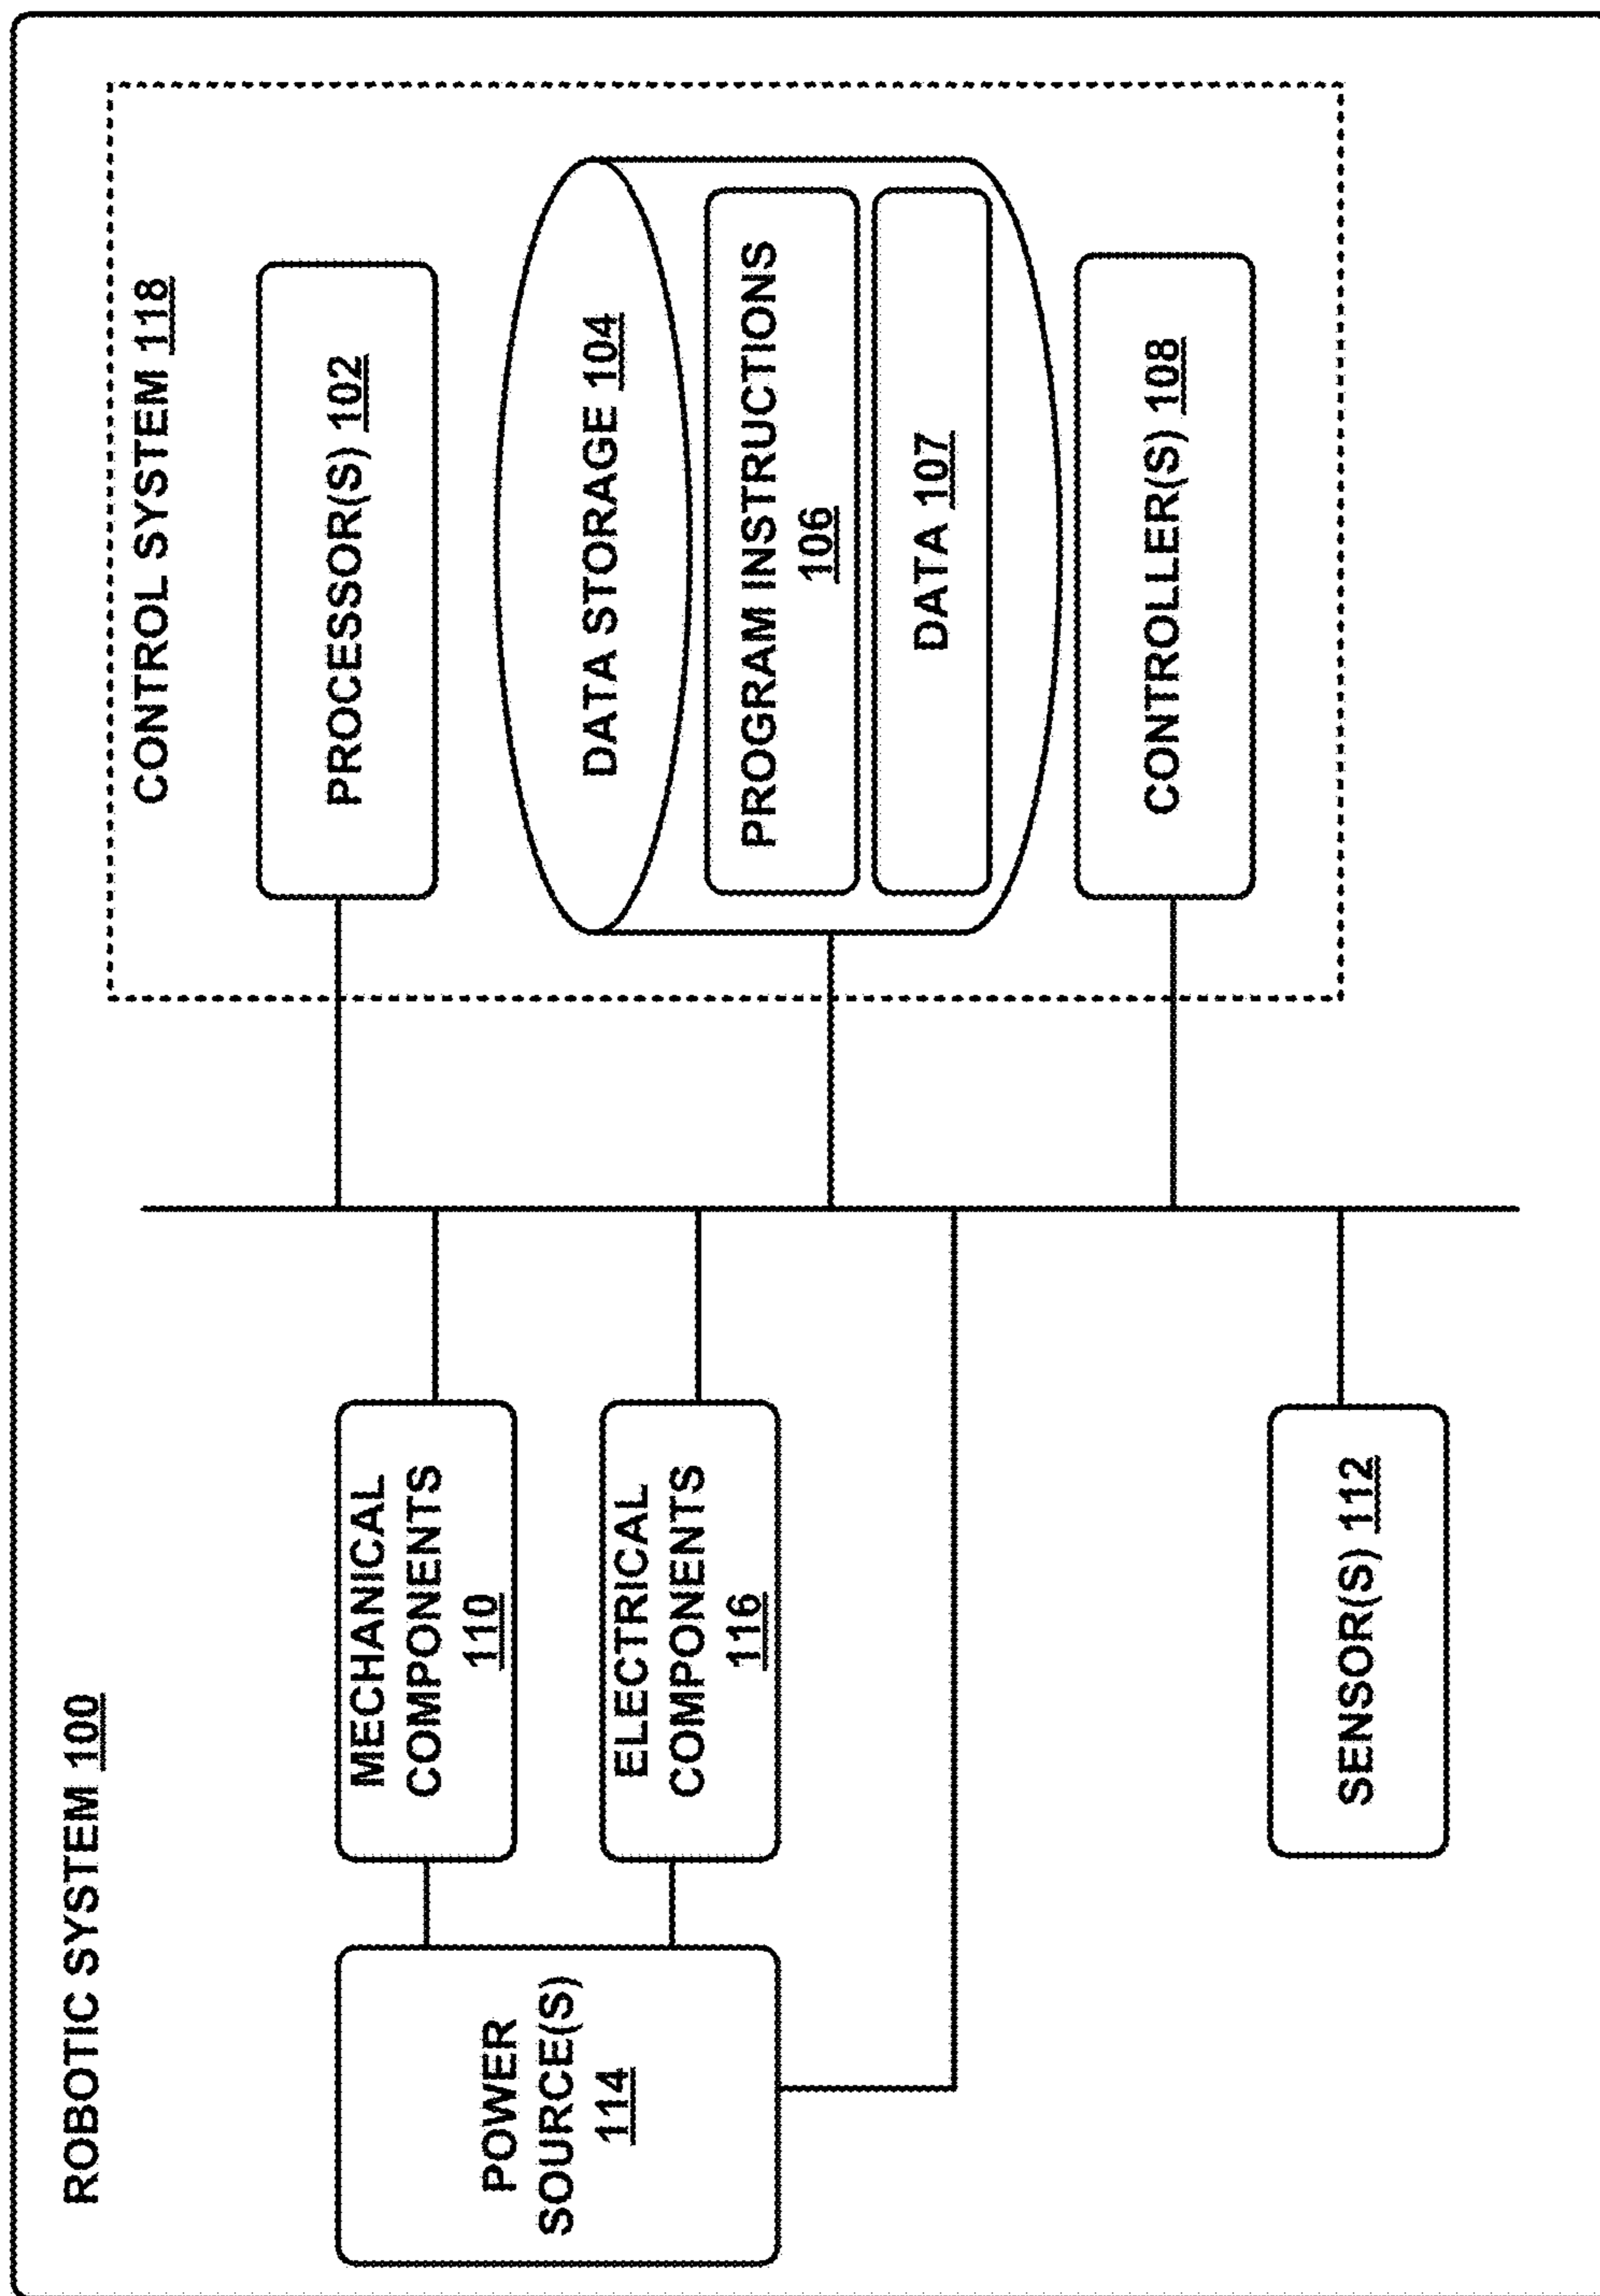 ROBOTIC SYSTEM 100
CONTROL SYSTEM 118
PROCESSOR(S) 102
DATA STORAGE 104
PROGRAM INSTRUCTIONS
106
DATA 107
CONTROLLER(S) 108
MECHANICAL
COMPONENTS
110
ELECTRICAL
COMPONENTS
116
POWER
SOURCE(S)
114
SENSOR(S) 112